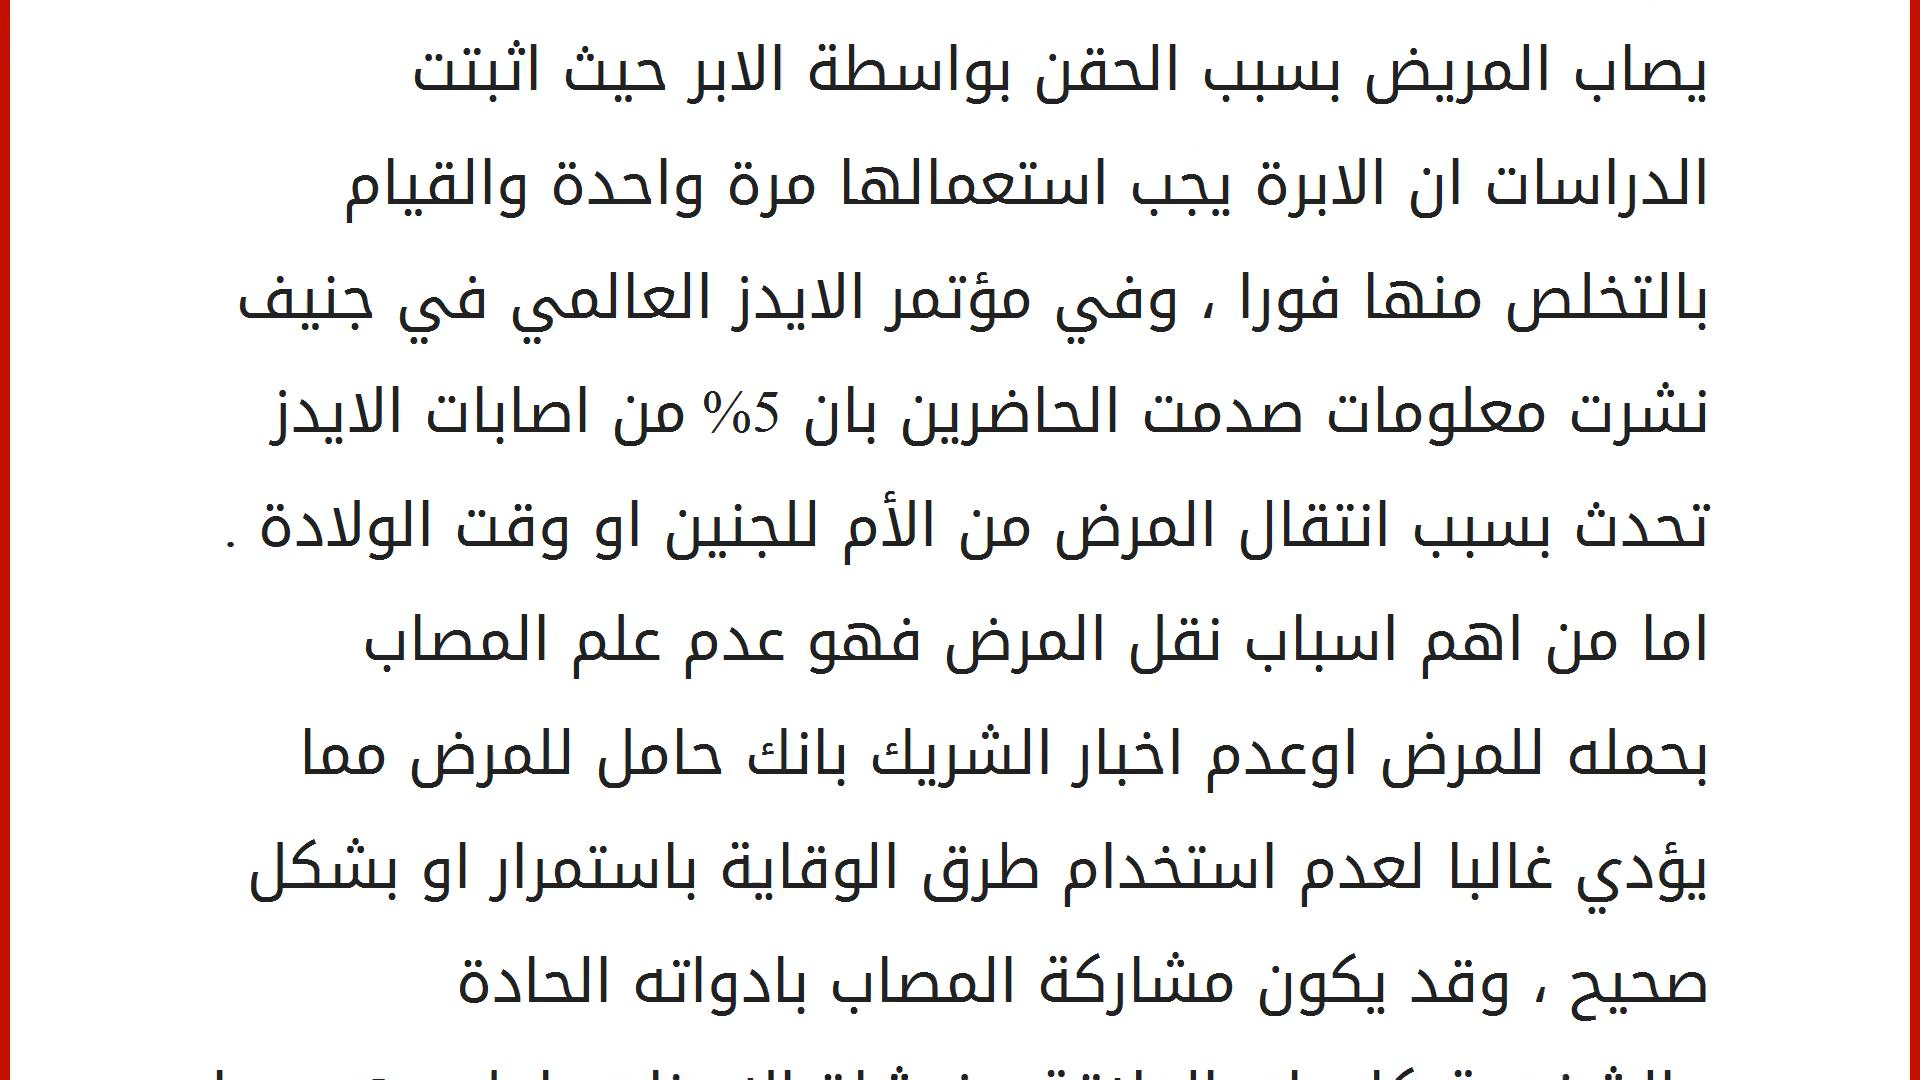 يصاب المريض بسبب الحقن بواسطة الابر حيث اثبتت
الدراسات ان الابرة يجب استعمالها مرة واحدة والقيام
بالتخلص منها فورا ، وفي مؤتمر الايدز العالمي في جنيف
نشرت معلومات صدمت الحاضرين بان 5% من اصابات الايدز
تحدث بسبب انتقال المرض من الأم للجنين او وقت الولادة .
اما من اهم اسباب نقل المرض فهو عدم علم المصاب
بحمله للمرض اوعدم اخبار الشريك بانك حامل للمرض مما
يؤدي غالبا لعدم استخدام طرق الوقاية باستمرار او بشكل
صحيح ، وقد يكون مشاركة المصاب بادواته الحادة